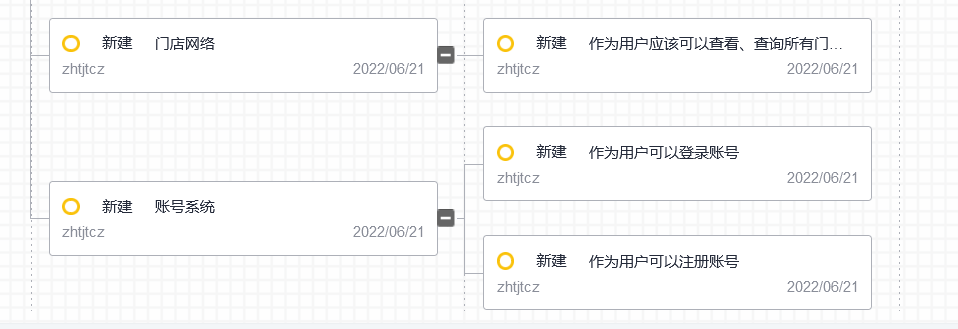 新建 门店网络
zhtjtcz 2022/06/21
新建 作为用户应该可以查看、查询所有门...
zhtjtcz 2022/06/21
新建 账号系统
zhtjtcz 2022/06/21
新建 作为用户可以登录账号
zhtjtcz 2022/06/21
新建 作为用户可以注册账号
zhtjtcz 2022/06/21